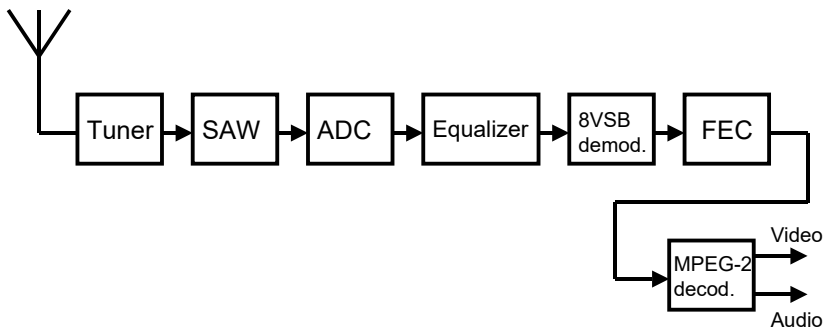 Tuner
SAW
ADC
Equalizer
8VSB
demod.
FEC
MPEG-2
decod.
Video
Audio